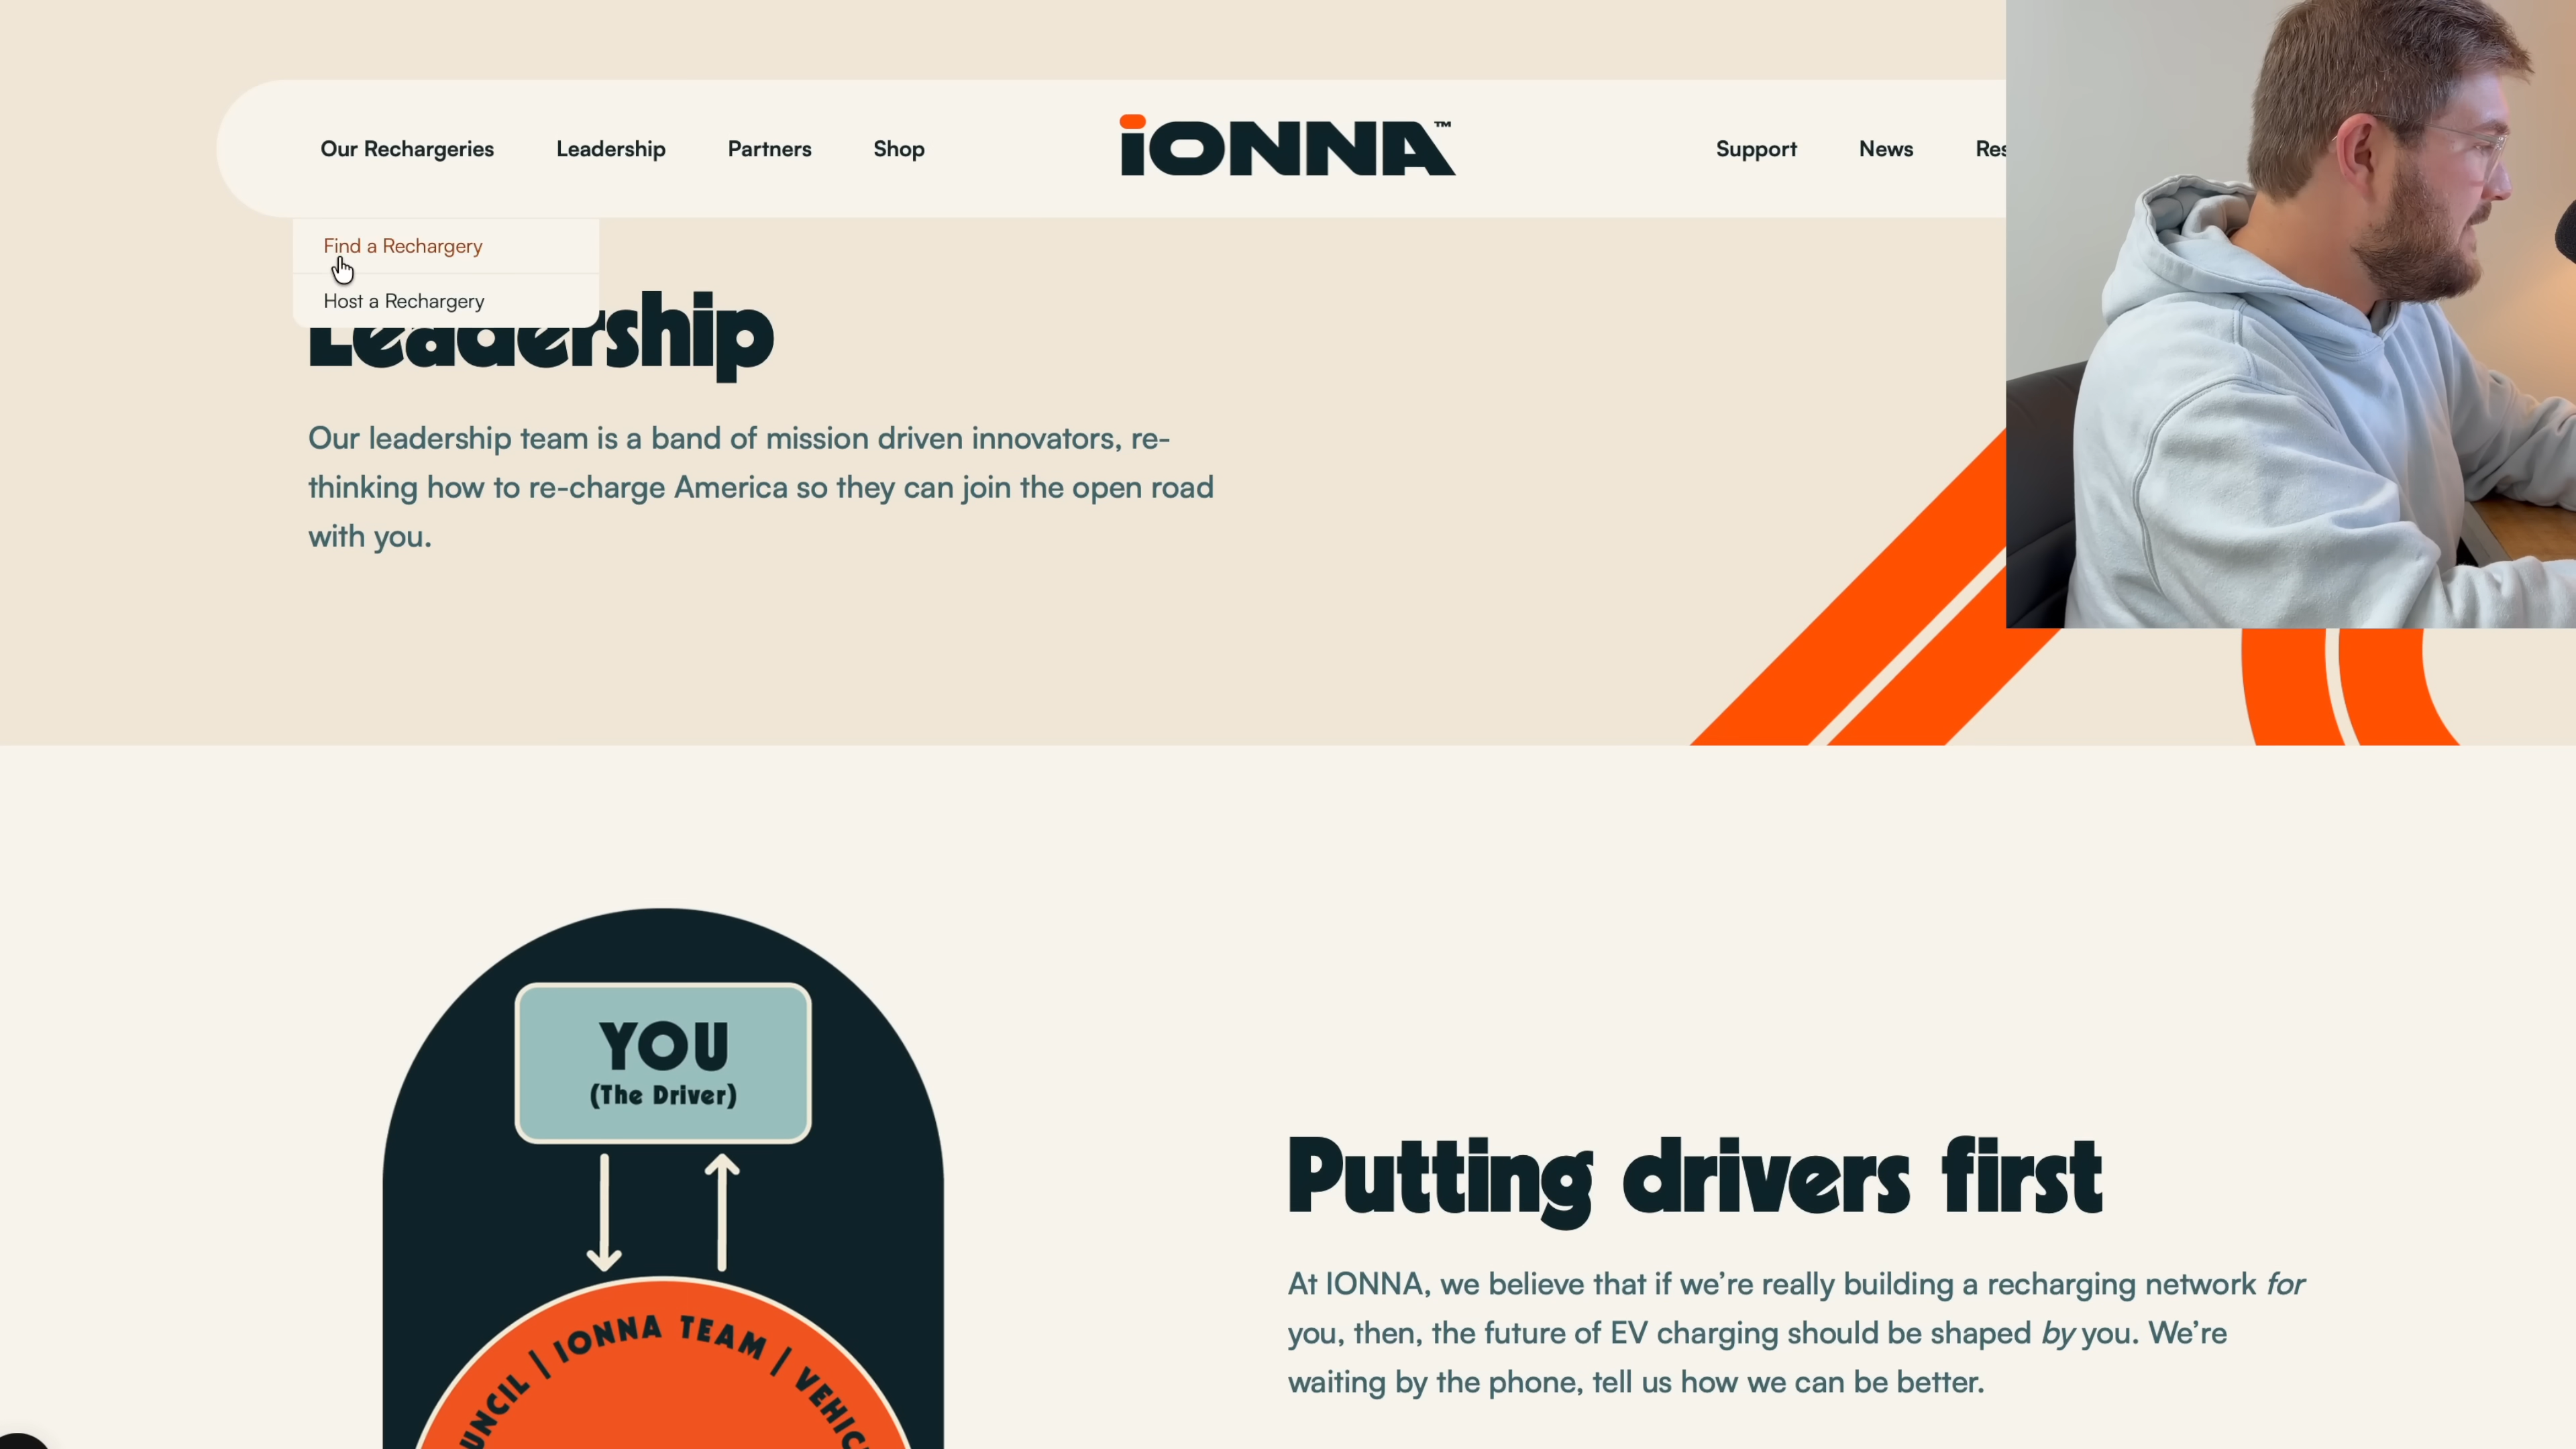 Our Rechargeries Leadership Partners Shop iONNA™ Support News Res
Find a Rechargery
Host a Rechargery
Leadership
Our leadership team is a band of mission driven innovators, re-
thinking how to re-charge America so they can join the open road
with you.
YOU
(The Driver)
UNCIL | IONNA TEAM | VEHIC
Putting drivers first
At IONNA, we believe that if we’re really building a recharging network for
you, then, the future of EV charging should be shaped by you. We’re
waiting by the phone, tell us how we can be better.